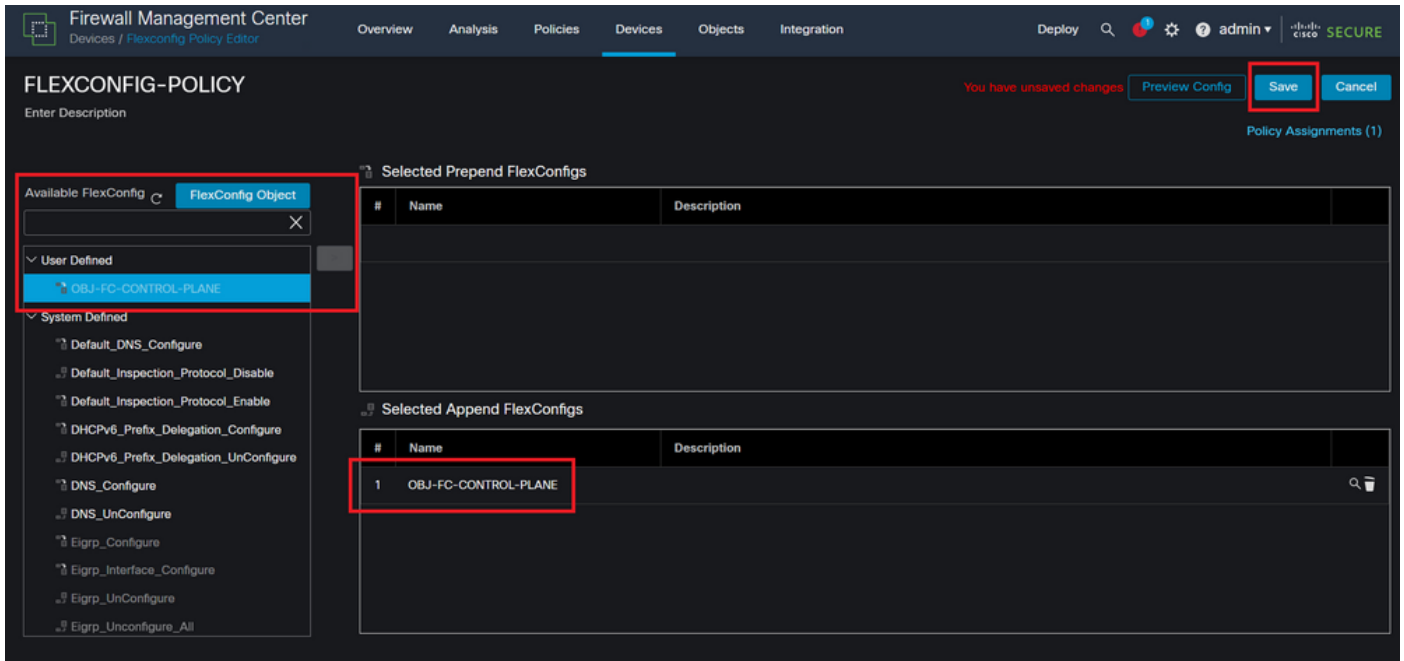 Firewall Management Center
Devices / Flexconfig Policy Editor
Overview Analysis Policies Devices Objects Integration
Deploy admin
cisco SECURE
FLEXCONFIG-POLICY
Enter Description
You have unsaved changes Preview Config Save Cancel
Policy Assignments (1)
Available FlexConfig FlexConfig Object
User Defined
OBJ-FC-CONTROL-PLANE
System Defined
Default_DNS_Configure
Default_Inspection_Protocol_Disable
Default_Inspection_Protocol_Enable
DHCPv6_Prefix_Delegation_Configure
DHCPv6_Prefix_Delegation_UnConfigure
DNS_Configure
DNS_UnConfigure
Eigrp_Configure
Eigrp_Interface_Configure
Eigrp_UnConfigure
Eigrp_Unconfigure_All
Selected Prepend FlexConfigs
# Name Description
Selected Append FlexConfigs
# Name Description
1 OBJ-FC-CONTROL-PLANE